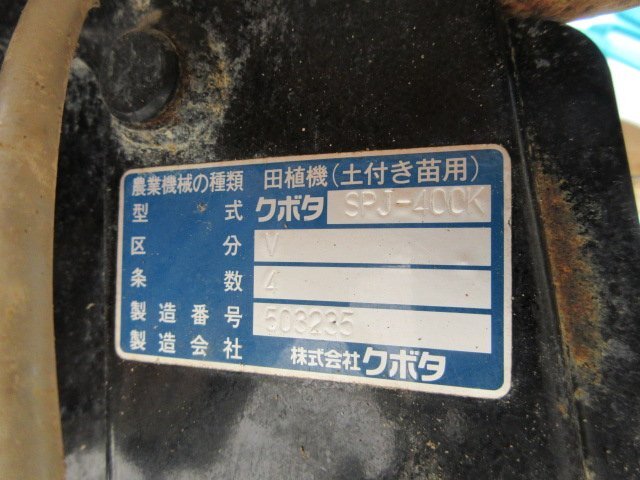 農業機械の種類 田植機(土付き苗用)
型式 クボタ SPJ-400K
区分 V
条数 4
製造番号 503235
製造会社 株式会社クボタ